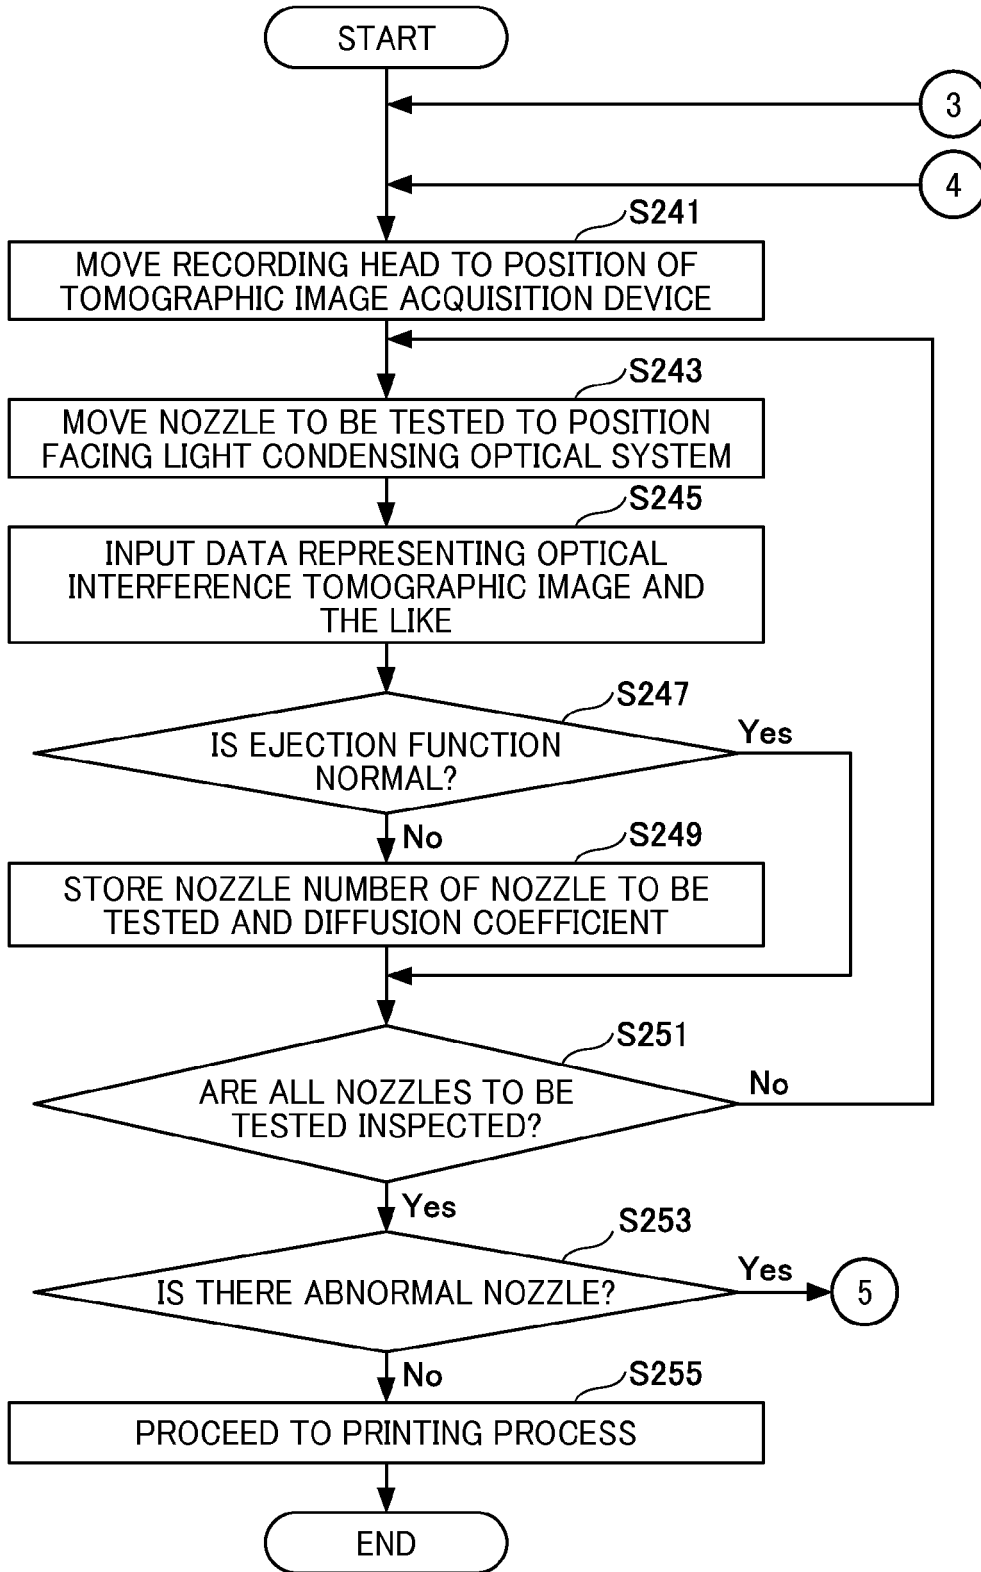 START
3
4
S241
MOVE RECORDING HEAD TO POSITION OF
TOMOGRAPHIC IMAGE ACQUISITION DEVICE
S243
MOVE NOZZLE TO BE TESTED TO POSITION
FACING LIGHT CONDENSING OPTICAL SYSTEM
S245
INPUT DATA REPRESENTING OPTICAL
INTERFERENCE TOMOGRAPHIC IMAGE AND
THE LIKE
S247
IS EJECTION FUNCTION
NORMAL?
Yes
No
S249
STORE NOZZLE NUMBER OF NOZZLE TO BE
TESTED AND DIFFUSION COEFFICIENT
S251
ARE ALL NOZZLES TO BE
TESTED INSPECTED?
No
Yes
S253
IS THERE ABNORMAL NOZZLE?
Yes
5
No
S255
PROCEED TO PRINTING PROCESS
END